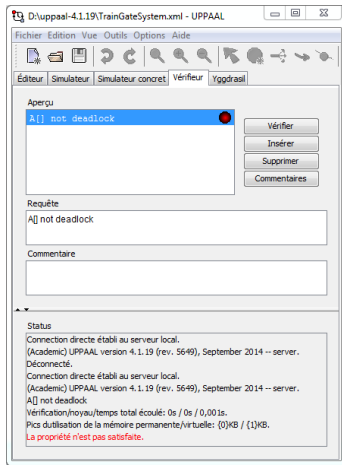 D:\uppaal-4.1.19\TrainGateSystem.xml - UPPAAL
Fichier Edition Vue Outils Options Aide
Éditeur Simulateur Simulateur concret Vérifieur Yggdrasil
Aperçu
A[] not deadlock
Vérifier
Insérer
Supprimer
Commentaires
Requête
A[] not deadlock
Commentaire
Status
Connection directe établi au serveur local.
(Academic) UPPAAL version 4.1.19 (rev. 5649), September 2014 -- server.
Déconnecté.
Connection directe établi au serveur local.
(Academic) UPPAAL version 4.1.19 (rev. 5649), September 2014 -- server.
A[] not deadlock
Vérification/noyau/temps total écoulé: 0s / 0s / 0,001s.
Pics dutilisation de la mémoire permanente/virtuelle: {0}KB / {1}KB.
La propriété n'est pas satisfaite.